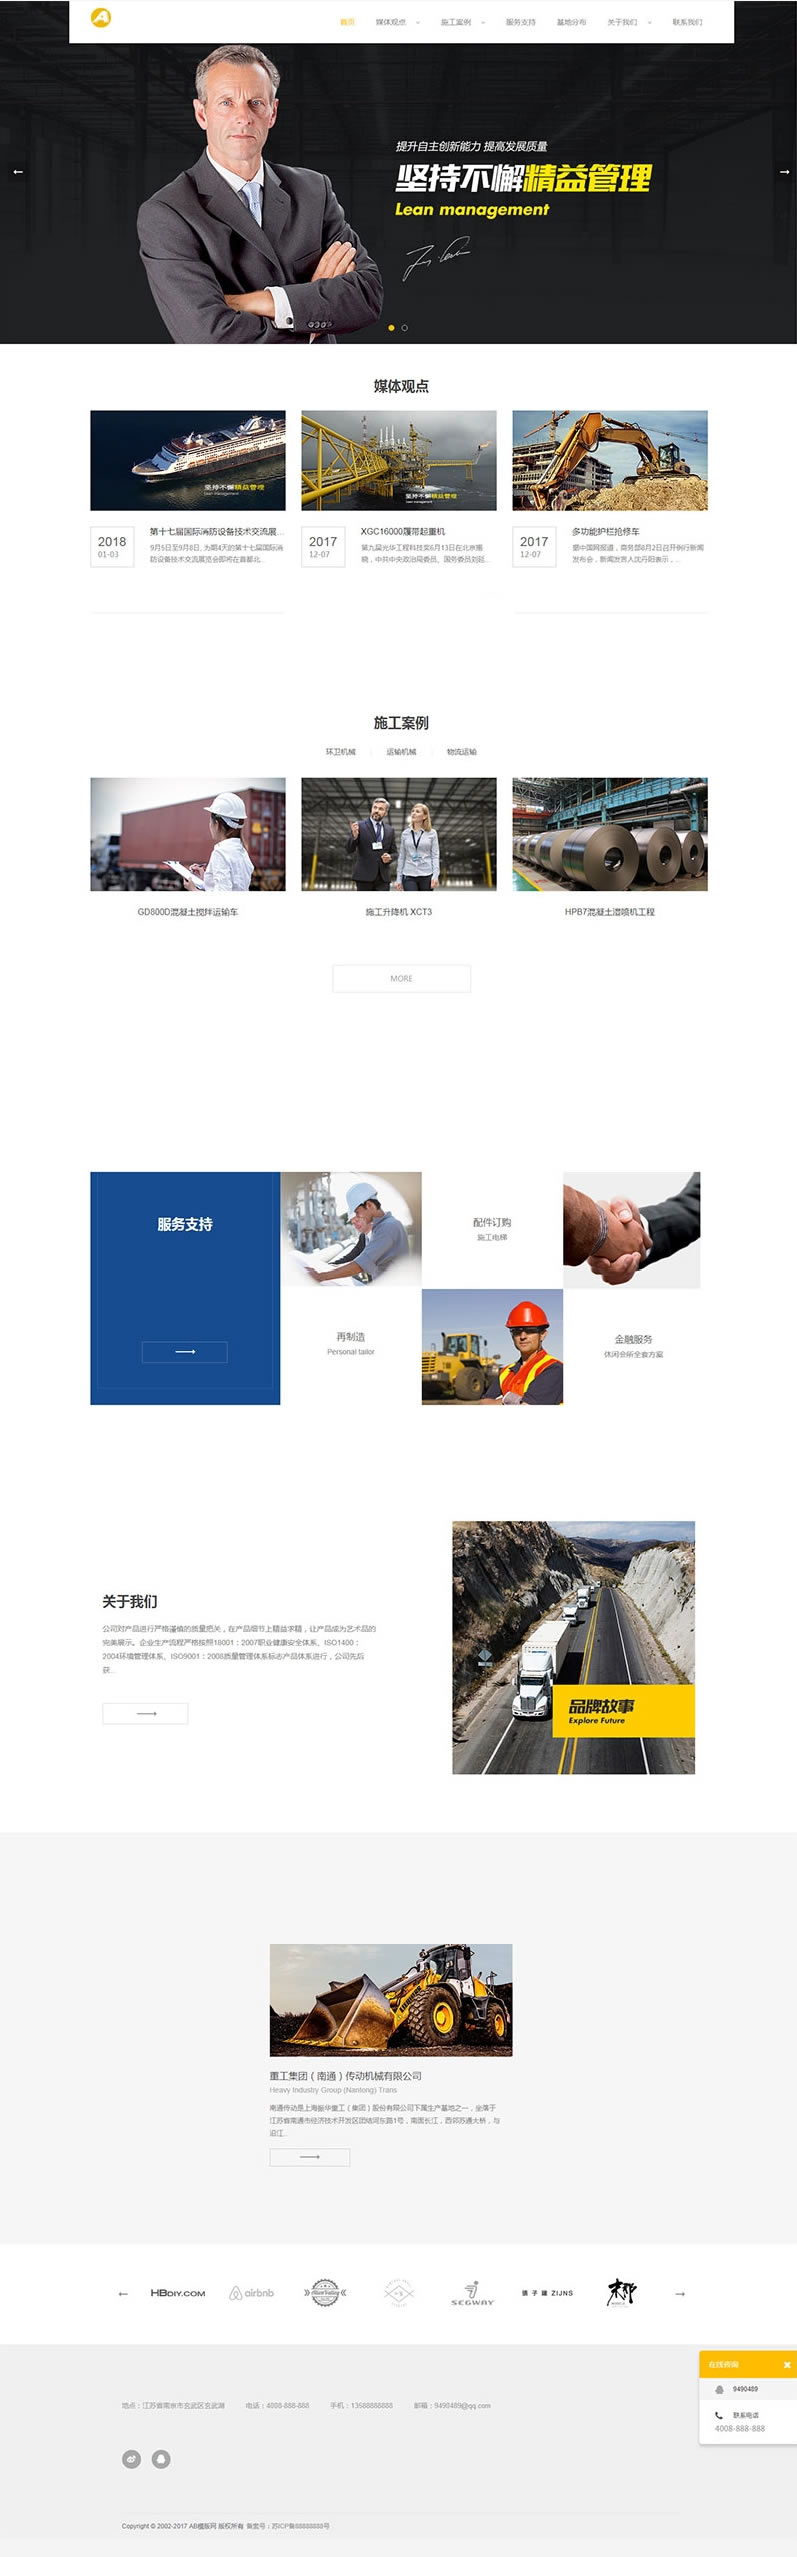 首页 媒体观点 施工案例 服务支持 基地分布 关于我们 联系我们
提升自主创新能力 提高发展质量
坚持不懈精益管理
Lean management
媒体观点
坚持不懈精益管理
Lean management
坚持不懈精益管理
Lean management
2018
01-03
第十七届国际消防设备技术交流展...
9月5日至9月8日, 为期4天的第十七届国际消
防设备技术交流展览会即将在首都北...
2017
12-07
XGC16000履带起重机
第九届光华工程科技奖6月13日在北京揭
晓，中共中央政治局委员、国务委员刘延...
2017
12-07
多功能护栏抢修车
据中国网报道，商务部8月2日召开例行新闻
发布会，新闻发言人沈丹阳表示，...
施工案例
环卫机械 运输机械 物流运输
GD800D混凝土搅拌运输车
施工升降机 XCT3
HPB7混凝土湿喷机工程
MORE
服务支持
配件订购
施工电梯
再制造
Personal tailor
金融服务
休闲会所全套方案
关于我们
公司对产品进行严格谨慎的质量把关，在产品细节上精益求精，让产品成为艺术品的
完美展示。企业生产流程严格按照18001：2007职业健康安全体系、ISO1400：
2004环境管理体系、ISO9001：2008质量管理体系标志产品体系进行，公司先后
获...
品牌故事
Explore Future
重工集团（南通）传动机械有限公司
Heavy Industry Group (Nantong) Trans
南通传动是上海振华重工（集团）股份有限公司下属生产基地之一，坐落于
江苏省南通市经济技术开发区团结河东路1号，南面长江，西邻苏通大桥，与
沿江...
HBDIY.COM airbnb SEGWAY 镇子建 ZIJNS
在线咨询
9490489
联系电话
4008-888-888
地点：江苏省南京市玄武区玄武湖 电话：4008-888-888 手机：13588888888 邮箱：9490489@qq.com
Copyright © 2002-2017 AB模板网 版权所有 备案号：苏ICP备88888888号